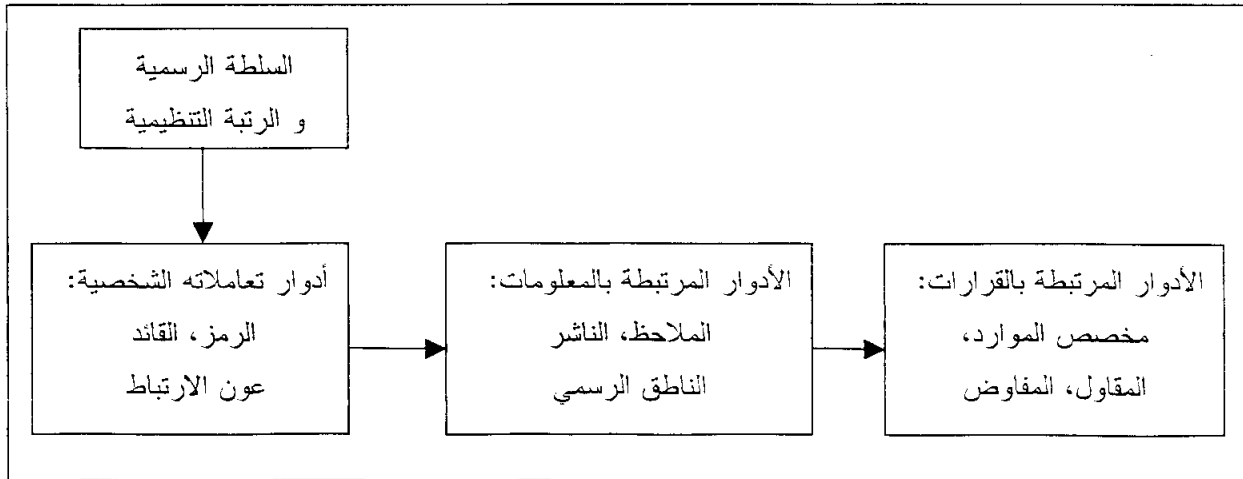 السلطة الرسمية
و الرتبة التنظيمية
أدوار تعاملاته الشخصية:
الرمز، القائد
عون الارتباط
الأدوار المرتبطة بالمعلومات:
الملاحظ، الناشر
الناطق الرسمي
الأدوار المرتبطة بالقرارات:
مخصص الموارد،
المقاول، المفاوض